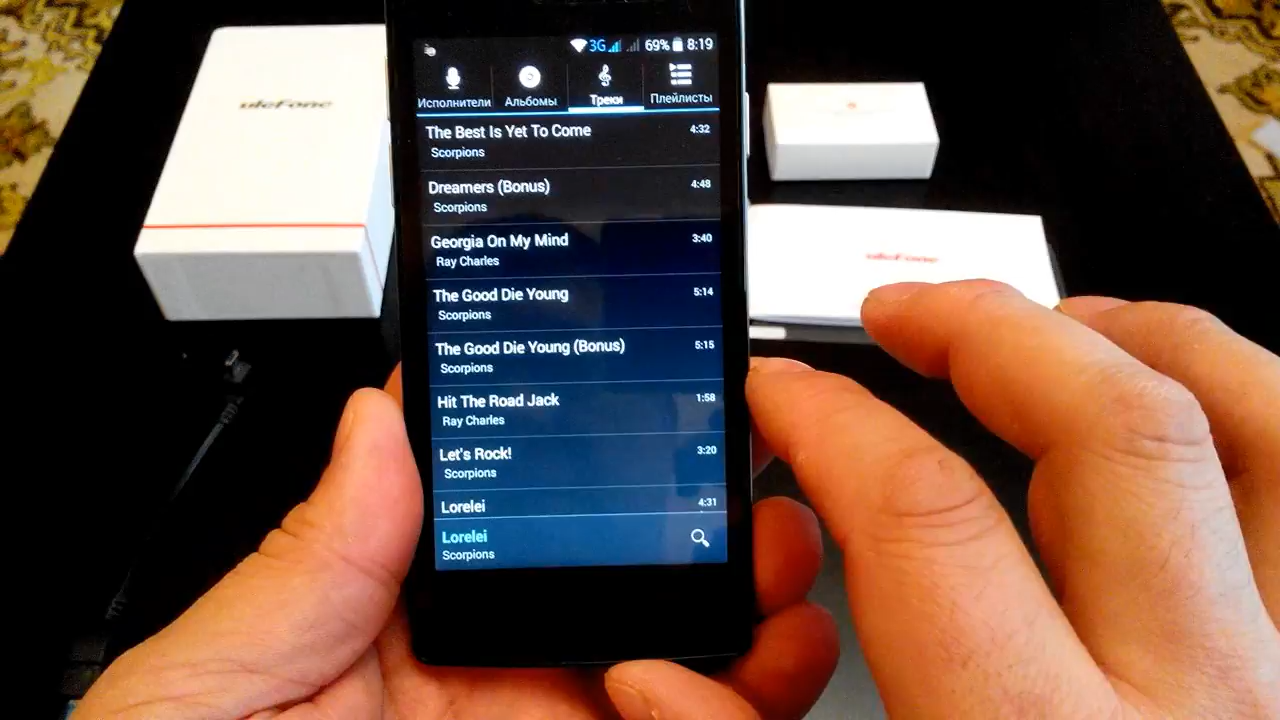 uleFone
3G 69% 8:19
Исполнители Альбомы Треки Плейлисты
The Best Is Yet To Come 4:32
Scorpions
Dreamers (Bonus) 4:48
Scorpions
Georgia On My Mind 3:40
Ray Charles
uleFone
The Good Die Young 5:14
Scorpions
The Good Die Young (Bonus) 5:15
Scorpions
Hit The Road Jack 1:58
Ray Charles
Let's Rock! 3:20
Scorpions
Lorelei 4:31
Lorelei
Scorpions